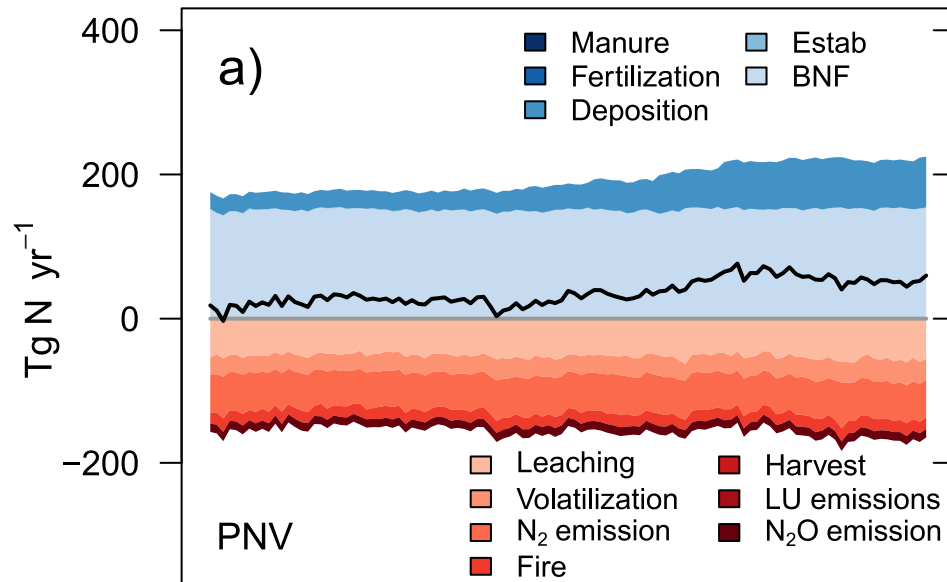 400
200
0
−200
Tg N yr⁻¹
a)
Manure
Fertilization
Deposition
Estab
BNF
Leaching
Volatilization
N₂ emission
Fire
Harvest
LU emissions
N₂O emission
PNV